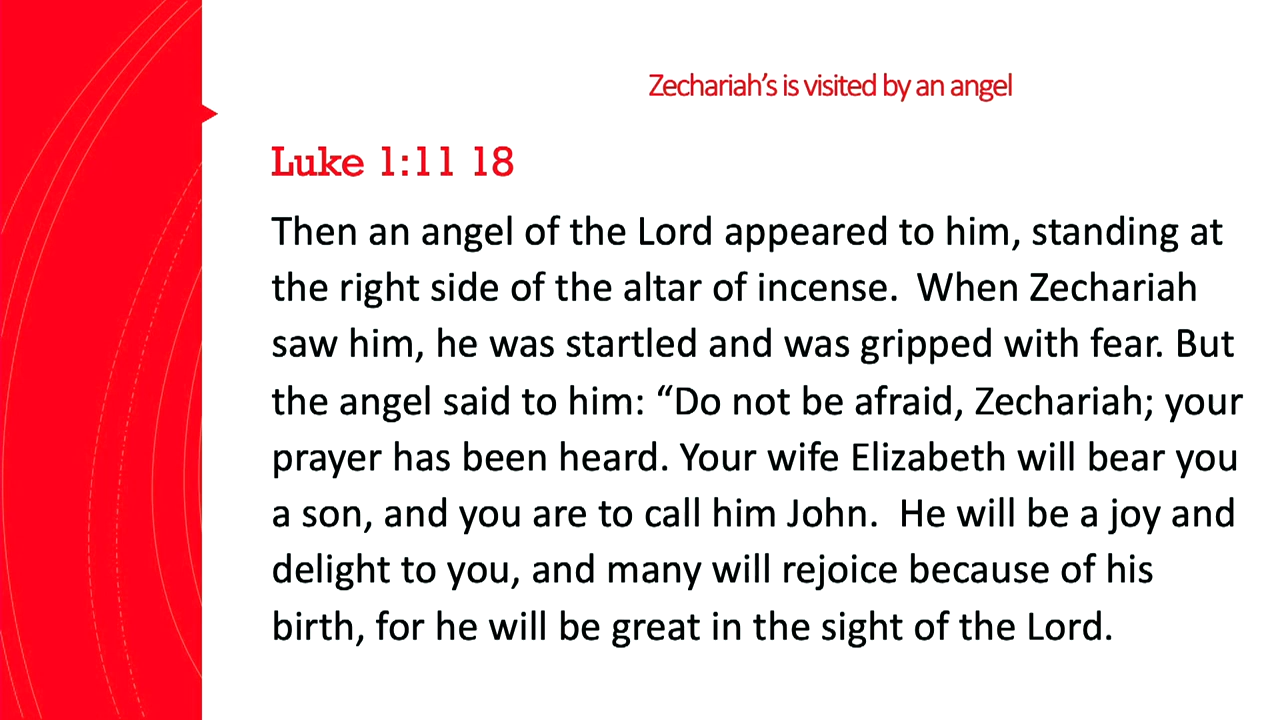 Zechariah’s is visited by an angel
Luke 1:11 18
Then an angel of the Lord appeared to him, standing at
the right side of the altar of incense.  When Zechariah
saw him, he was startled and was gripped with fear. But
the angel said to him: “Do not be afraid, Zechariah; your
prayer has been heard. Your wife Elizabeth will bear you
a son, and you are to call him John.  He will be a joy and
delight to you, and many will rejoice because of his
birth, for he will be great in the sight of the Lord.